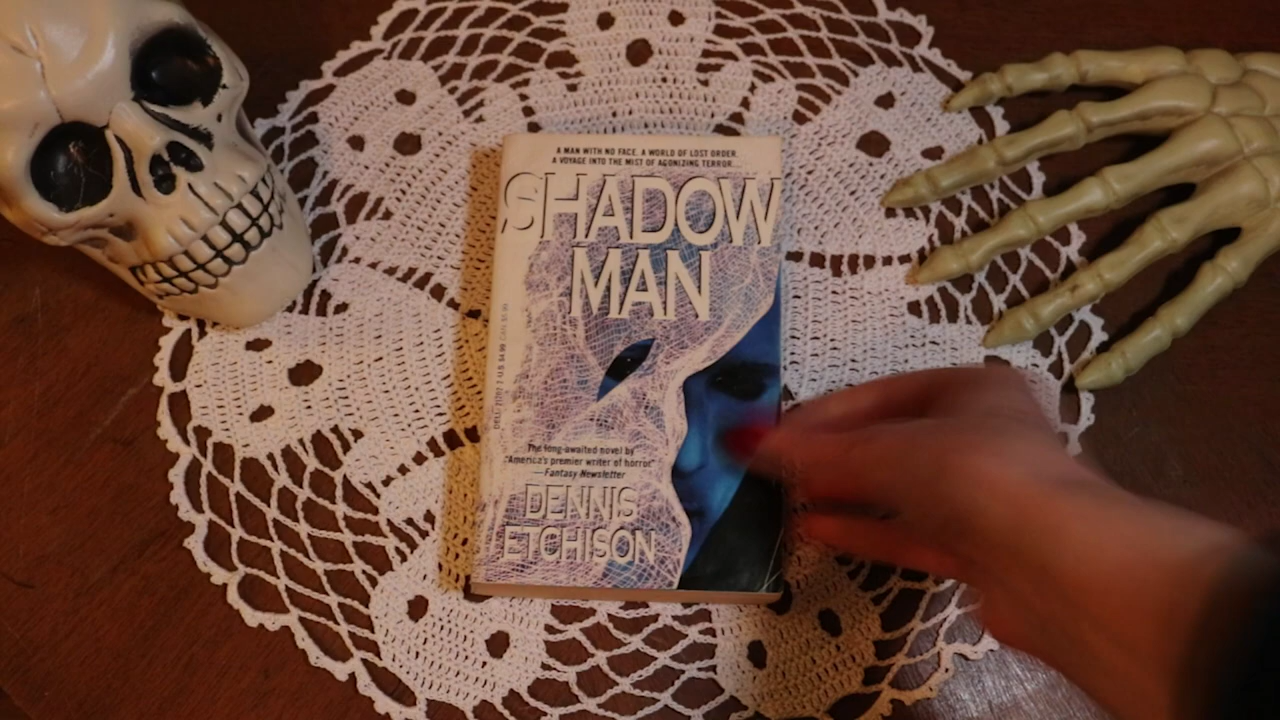 A MAN WITH NO FACE. A WORLD OF LOST ORDER.
A VOYAGE INTO THE MIST OF AGONIZING TERROR....
SHADOW
MAN
The long-awaited novel by
"America's premier writer of horror"
—Fantasy Newsletter
DENNIS
ETCHISON